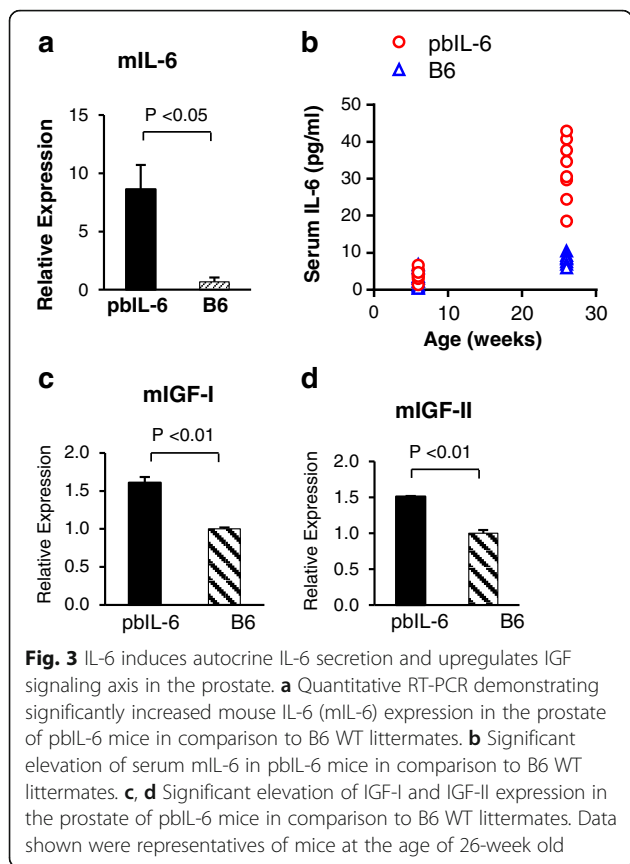 a
mIL-6
P <0.05
15
10
5
0
Relative Expression
pbIL-6 B6
b
pbIL-6
B6
50
40
30
20
10
0
Serum IL-6 (pg/ml)
0 10 20 30
Age (weeks)
c
mIGF-I
P <0.01
2.0
1.5
1.0
0.5
0.0
Relative Expression
pbIL-6 B6
d
mIGF-II
P <0.01
2.0
1.5
1.0
0.5
0.0
Relative Expression
pbIL-6 B6
Fig. 3 IL-6 induces autocrine IL-6 secretion and upregulates IGF
signaling axis in the prostate. a Quantitative RT-PCR demonstrating
significantly increased mouse IL-6 (mIL-6) expression in the prostate
of pbIL-6 mice in comparison to B6 WT littermates. b Significant
elevation of serum mIL-6 in pbIL-6 mice in comparison to B6 WT
littermates. c, d Significant elevation of IGF-I and IGF-II expression in
the prostate of pbIL-6 mice in comparison to B6 WT littermates. Data
shown were representatives of mice at the age of 26-week old